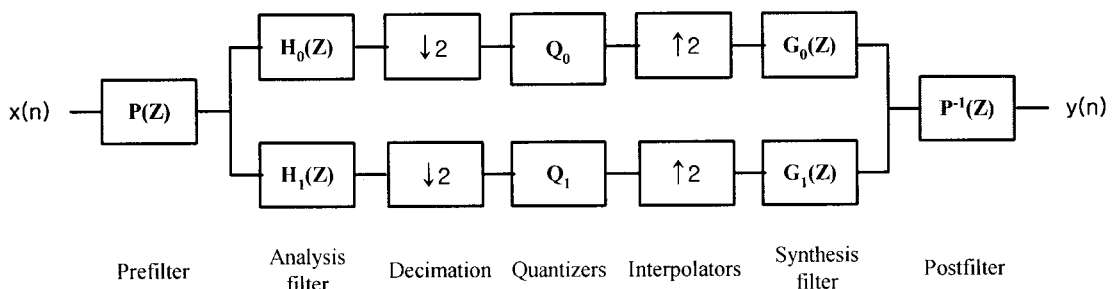 H₀(Z) ↓2 Q₀ ↑2 G₀(Z)
x(n) P(Z) P⁻¹(Z) y(n)
H₁(Z) ↓2 Q₁ ↑2 G₁(Z)
Prefilter Analysis filter Decimation Quantizers Interpolators Synthesis filter Postfilter